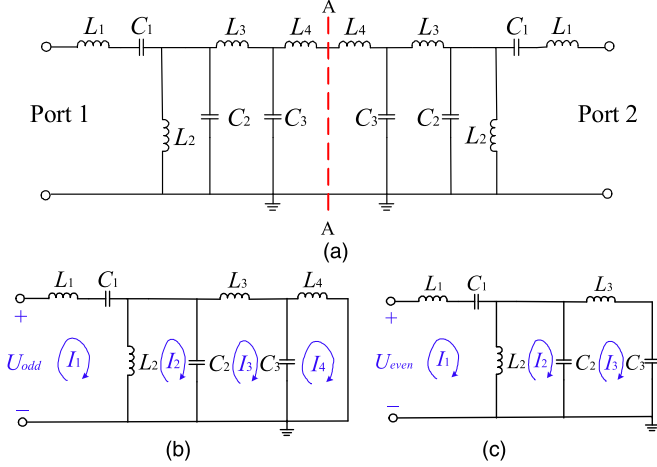 A
L1 C1 L3 L4 L4 L3 C1 L1
Port 1 L2 C2 C3 C3 C2 L2 Port 2
A
(a)
L1 C1 L3 L4
+
Uodd I1 L2 I2 C2 I3 C3 I4
−
(b)
L1 C1 L3
+
Ueven I1 L2 I2 C2 I3 C3
−
(c)